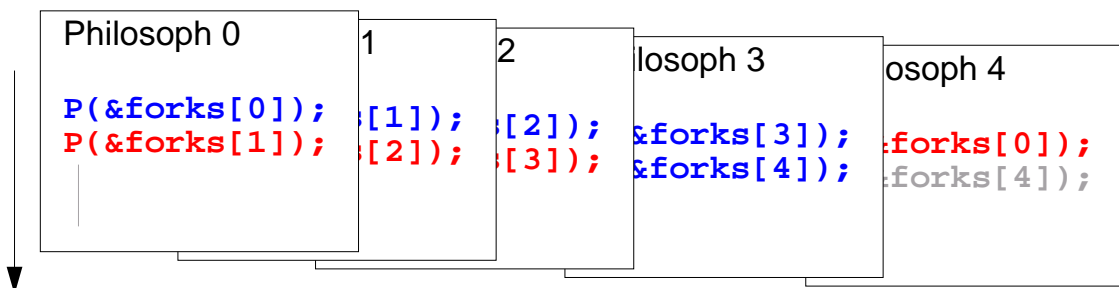 Philosoph 0
P(&forks[0]);
P(&forks[1]);
1
[1]);
[2]);
2
[2]);
[3]);
ilosoph 3
&forks[3]);
&forks[4]);
osoph 4
forks[0]);
forks[4]);